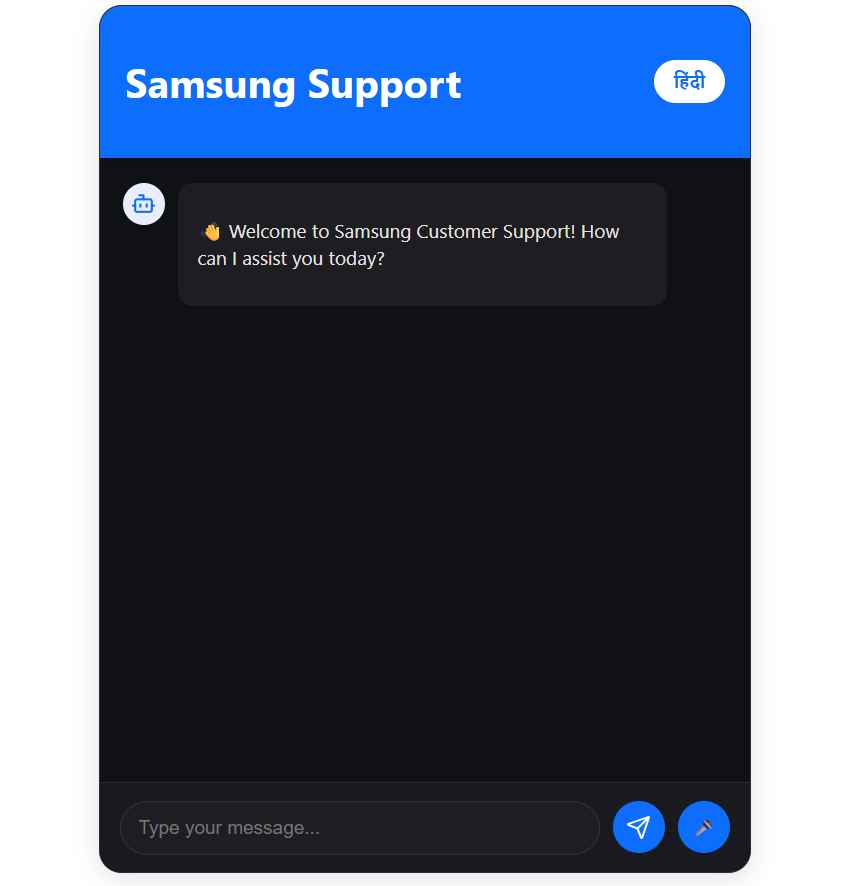 Samsung Support
हिंदी
👋 Welcome to Samsung Customer Support! How
can I assist you today?
Type your message...